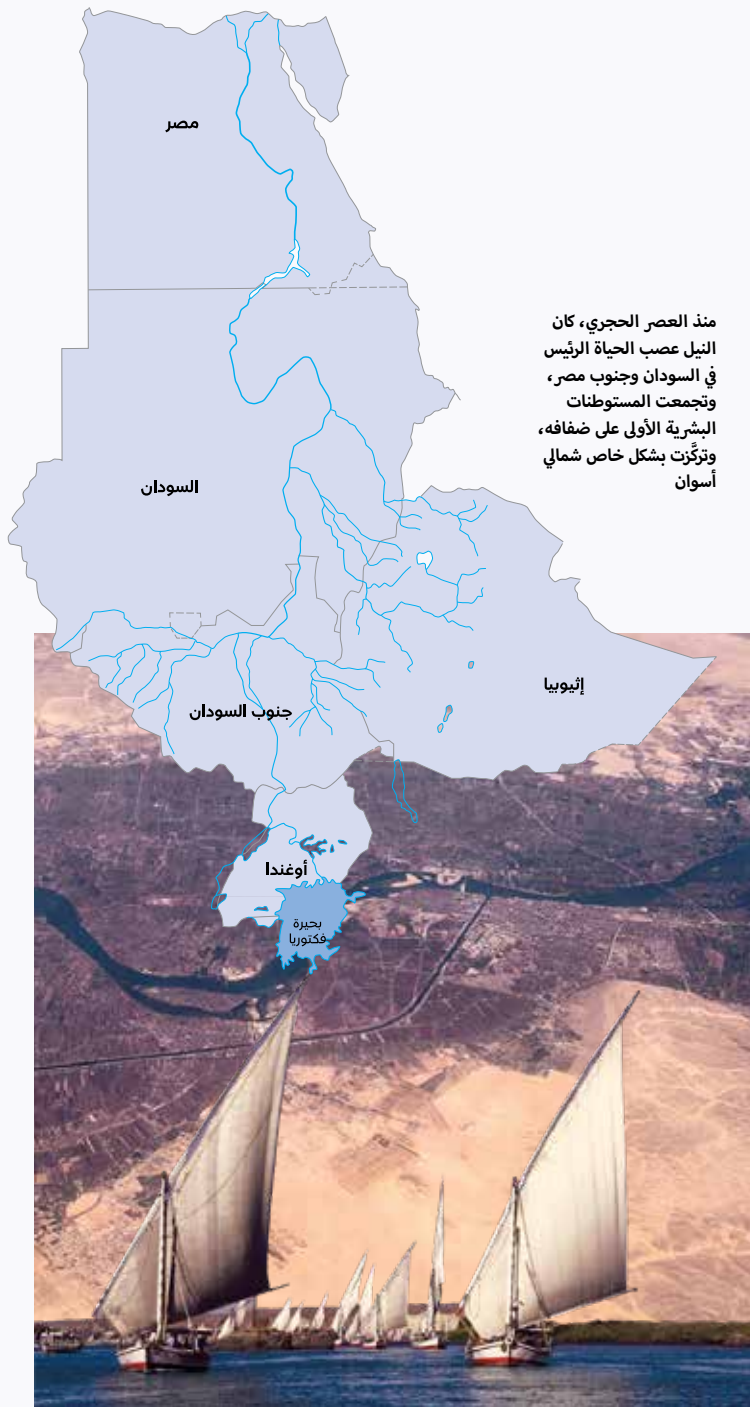 مصر
منذ العصر الحجري، كان
النيل عصب الحياة الرئيس
في السودان وجنوب مصر،
وتجمعت المستوطنات
البشرية الأولى على ضفافه،
وتركَّزت بشكل خاص شمالي
أسوان
السودان
إثيوبيا
جنوب السودان
أوغندا
بحيرة
فكتوريا